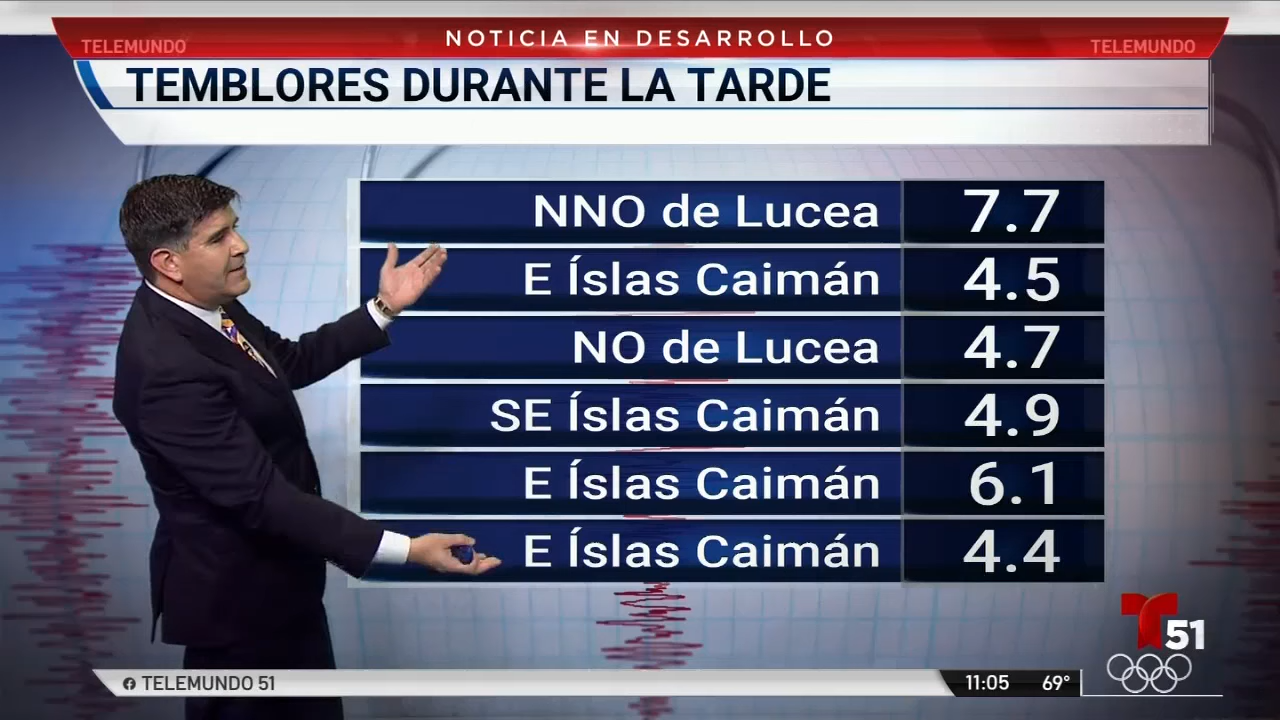 NOTICIA EN DESARROLLO
TELEMUNDO
TELEMUNDO
TEMBLORES DURANTE LA TARDE
NNO de Lucea 7.7
E Íslas Caimán 4.5
NO de Lucea 4.7
SE Íslas Caimán 4.9
E Íslas Caimán 6.1
E Íslas Caimán 4.4
51
TELEMUNDO 51
11:05 69°